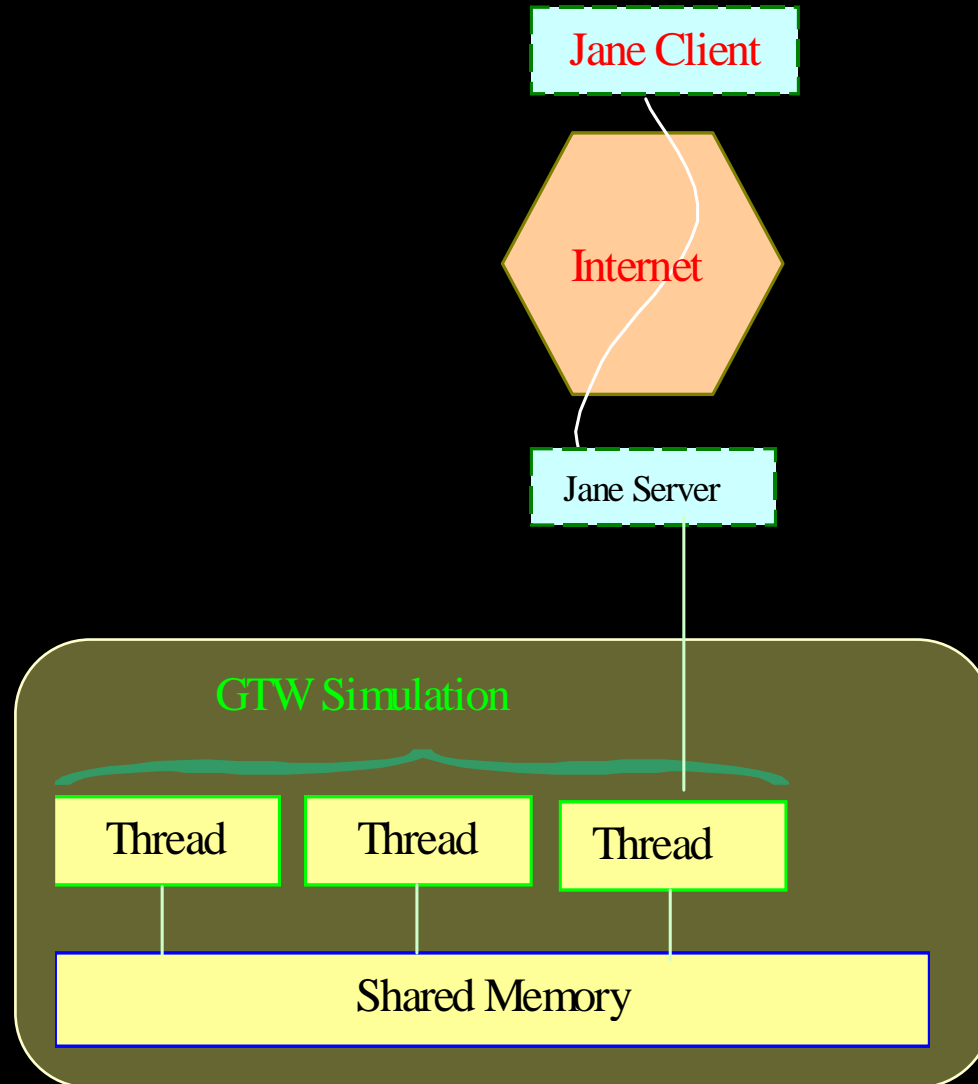 Jane Client
Internet
Jane Server
GTW Simulation
Thread
Thread
Thread
Shared Memory